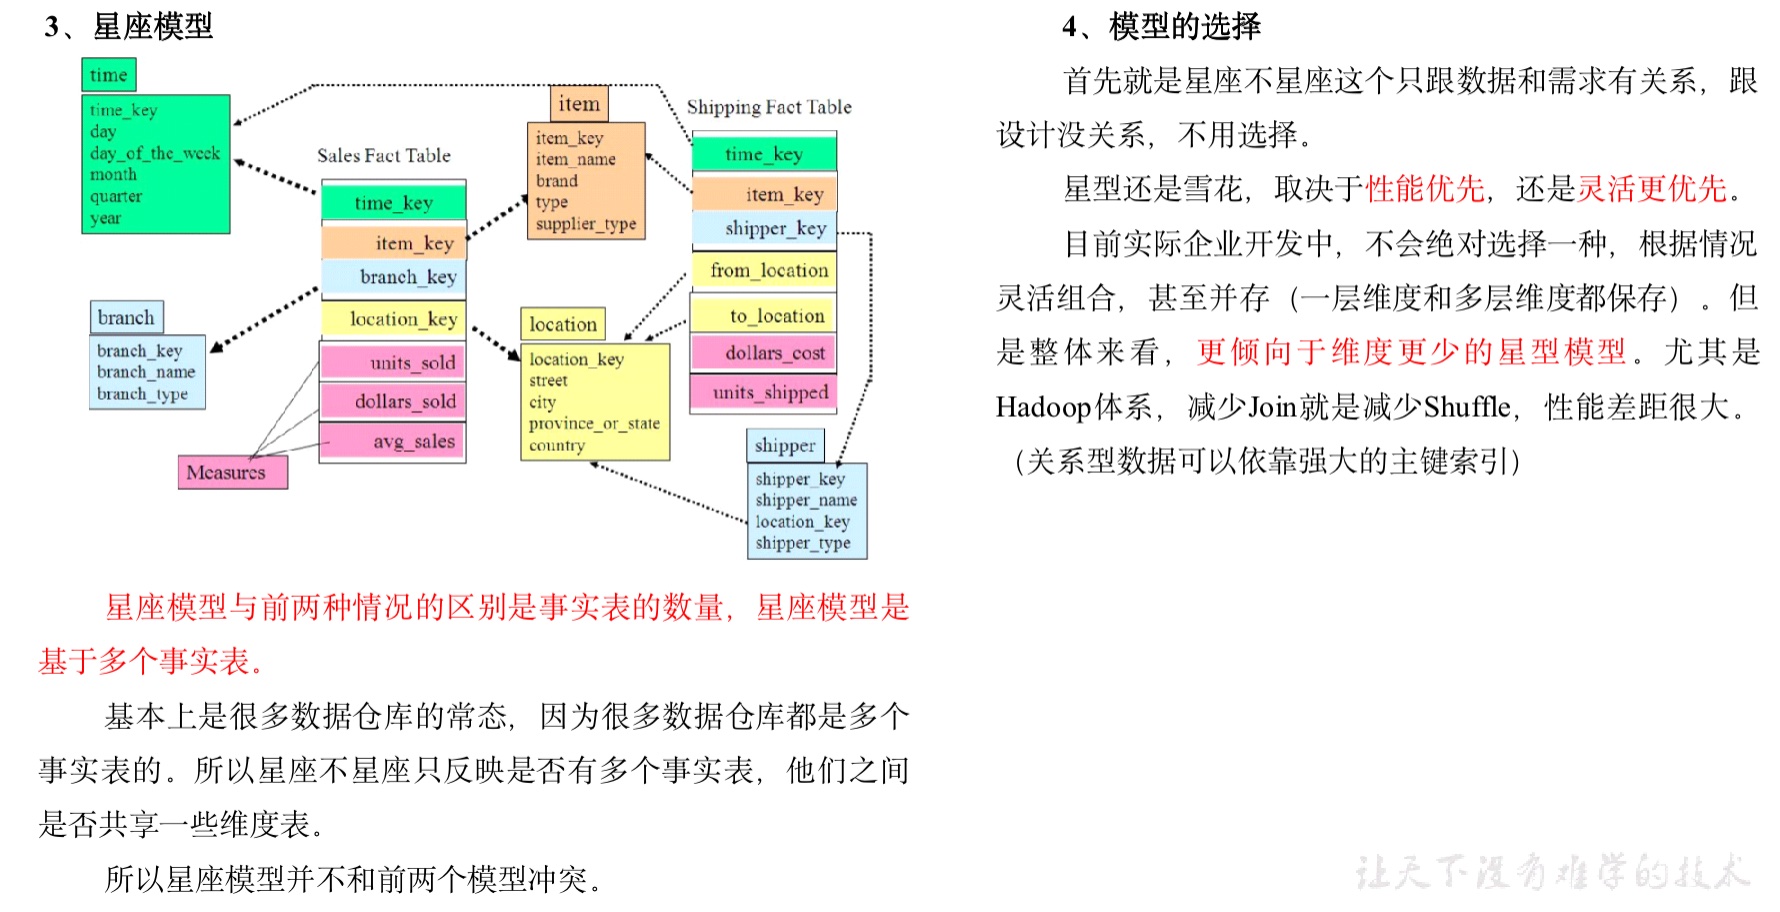 3、星座模型
time
time_key
day
day_of_the_week
month
quarter
year
Sales Fact Table
time_key
item_key
branch_key
location_key
units_sold
dollars_sold
avg_sales
Measures
branch
branch_key
branch_name
branch_type
item
item_key
item_name
brand
type
supplier_type
location
location_key
street
city
province_or_state
country
Shipping Fact Table
time_key
item_key
shipper_key
from_location
to_location
dollars_cost
units_shipped
shipper
shipper_key
shipper_name
location_key
shipper_type
星座模型与前两种情况的区别是事实表的数量，星座模型是
基于多个事实表。
基本上是很多数据仓库的常态，因为很多数据仓库都是多个
事实表的。所以星座不星座只反映是否有多个事实表，他们之间
是否共享一些维度表。
所以星座模型并不和前两个模型冲突。
4、模型的选择
首先就是星座不星座这个只跟数据和需求有关系，跟
设计没关系，不用选择。
星型还是雪花，取决于性能优先，还是灵活更优先。
目前实际企业开发中，不会绝对选择一种，根据情况
灵活组合，甚至并存（一层维度和多层维度都保存）。但
是整体来看，更倾向于维度更少的星型模型。尤其是
Hadoop体系，减少Join就是减少Shuffle，性能差距很大。
（关系型数据可以依靠强大的主键索引）
让天下没有难学的技术